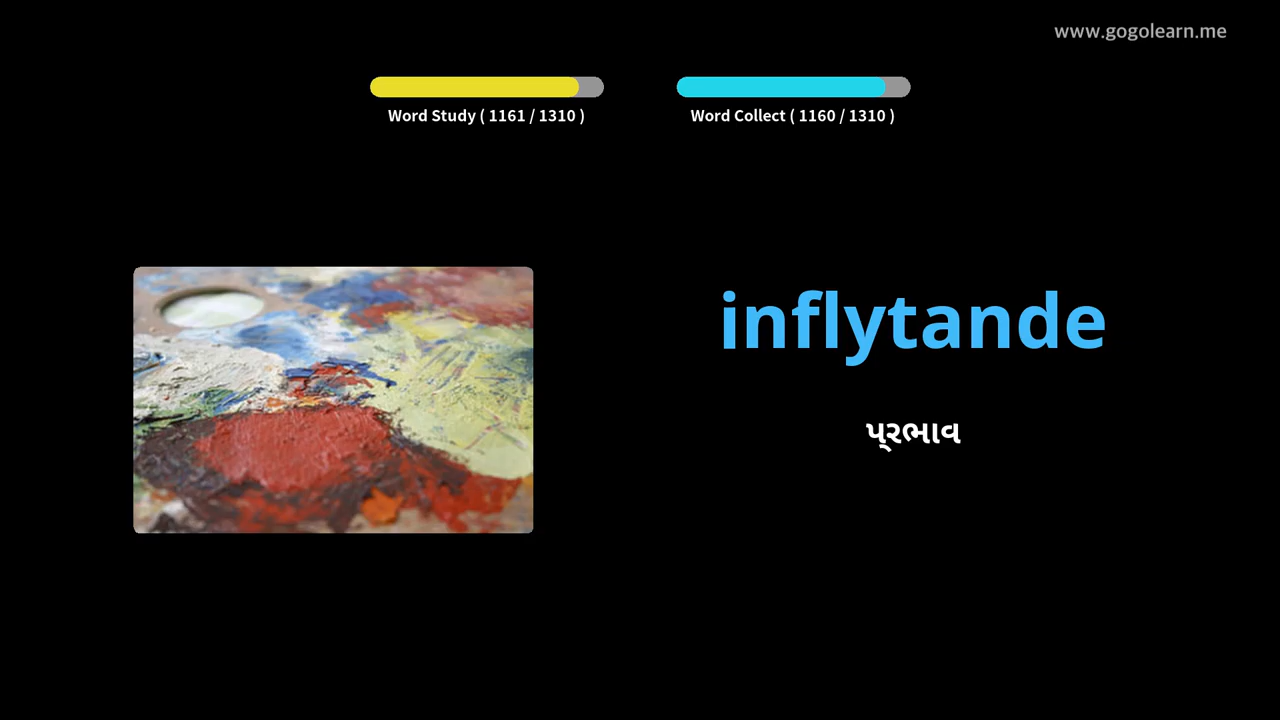 www.gogolearn.me
Word Study ( 1161 / 1310 )
Word Collect ( 1160 / 1310 )
inflytande
પ્રભાવ